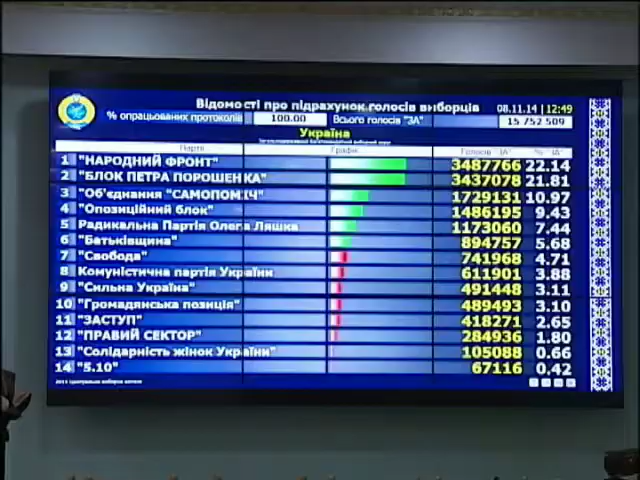 Відомості про підрахунок голосів виборців 08.11.14 | 12:49
% опрацьованих протоколів 100.00 Всього голосів "ЗА" 15 752 509
Україна
Загальнодержавний багатомандатний виборчий округ
Партії Графік Голосів "ЗА" % "ЗА"
1 "НАРОДНИЙ ФРОНТ" 3487766 22.14
2 "БЛОК ПЕТРА ПОРОШЕНКА" 3437078 21.81
3 "Об'єднання "САМОПОМІЧ" 1729131 10.97
4 "Опозиційний блок" 1486195 9.43
5 Радикальна Партія Олега Ляшка 1173060 7.44
6 "Батьківщина" 894757 5.68
7 "Свобода" 741968 4.71
8 Комуністична партія України 611901 3.88
9 "Сильна Україна" 491448 3.11
10 "Громадянська позиція" 489493 3.10
11 "ЗАСТУП" 418271 2.65
12 "ПРАВИЙ СЕКТОР" 284936 1.80
13 "Солідарність жінок України" 105088 0.66
14 "5.10" 67116 0.42